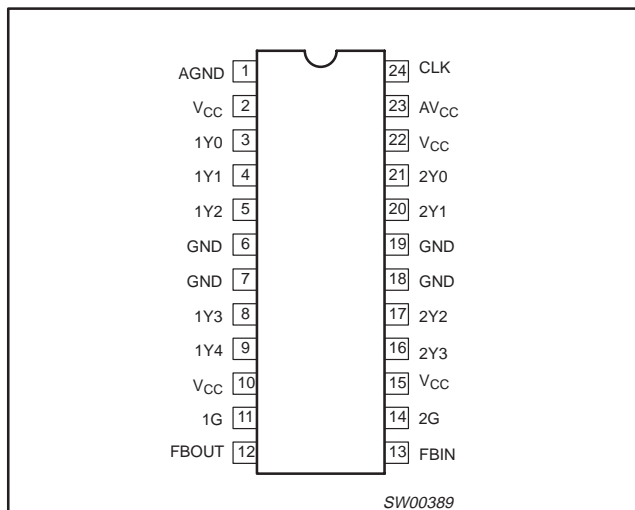 AGND 1 24 CLK
VCC 2 23 AVCC
1Y0 3 22 VCC
1Y1 4 21 2Y0
1Y2 5 20 2Y1
GND 6 19 GND
GND 7 18 GND
1Y3 8 17 2Y2
1Y4 9 16 2Y3
VCC 10 15 VCC
1G 11 14 2G
FBOUT 12 13 FBIN
SW00389